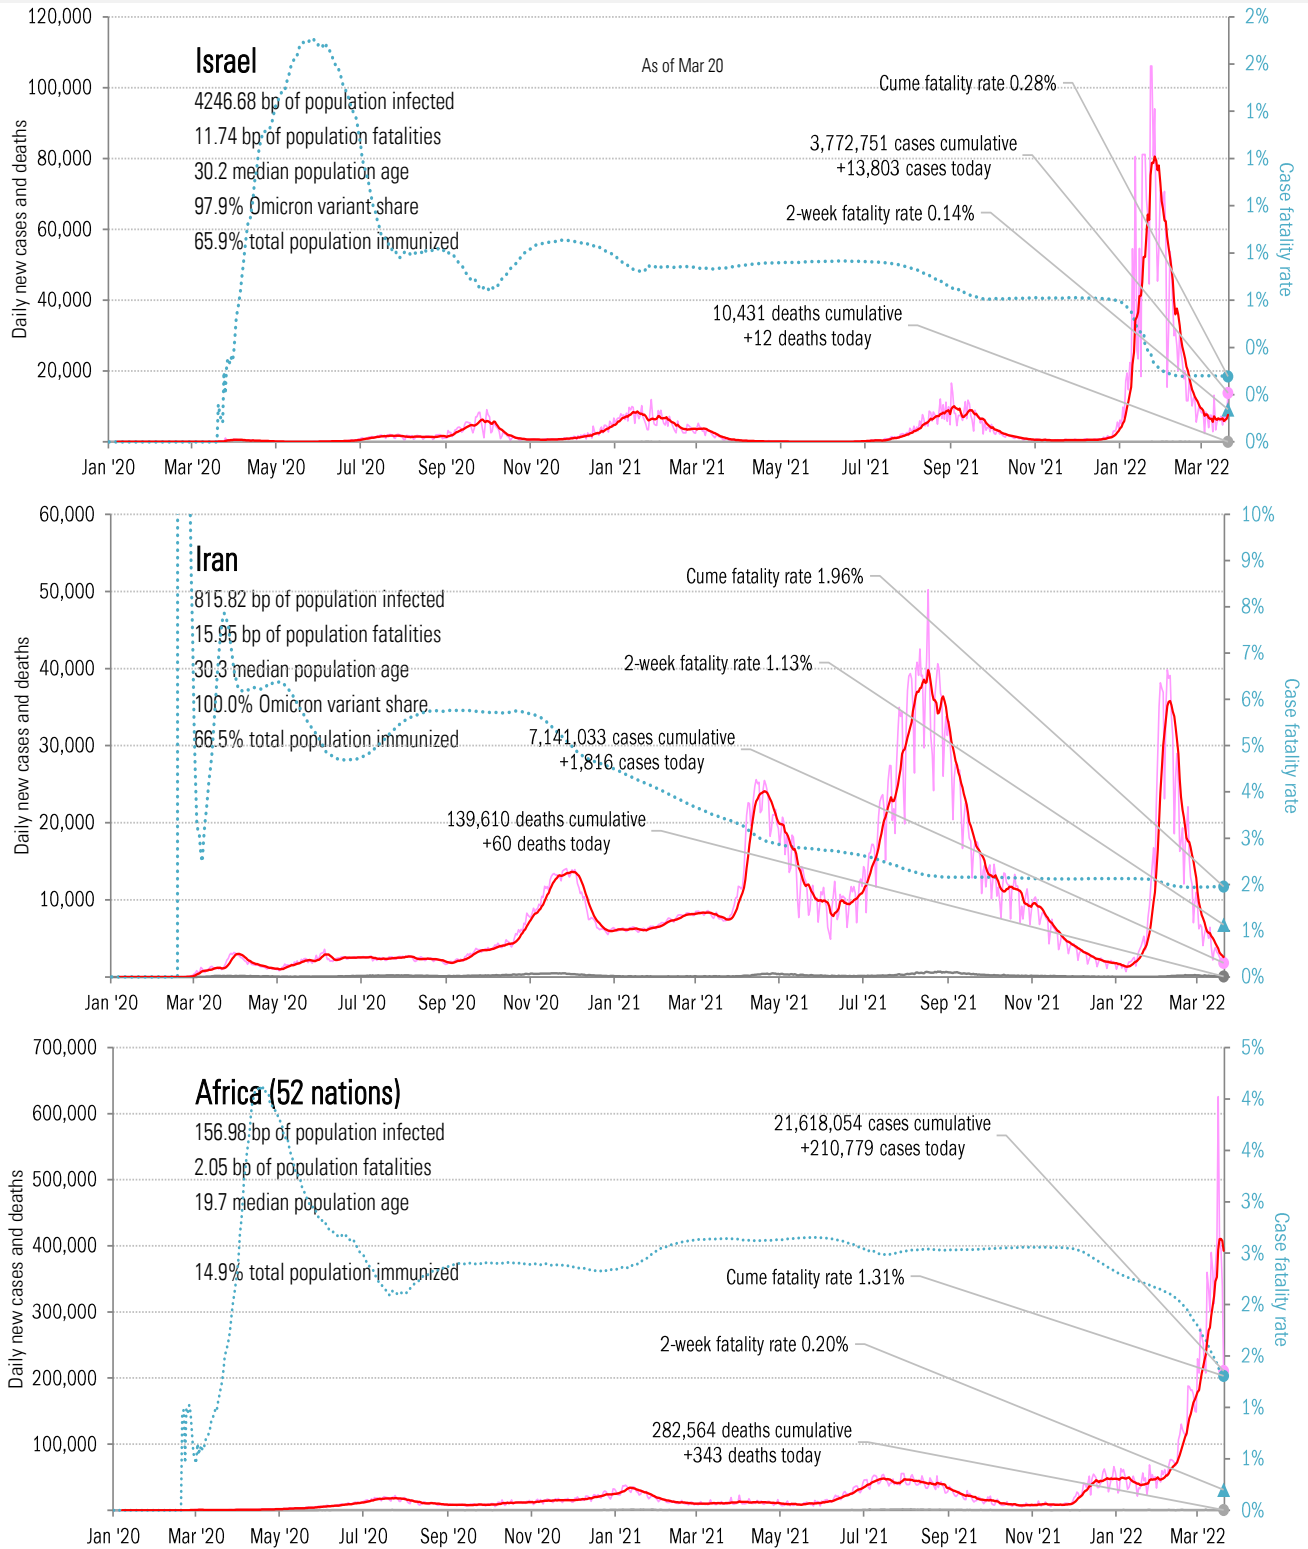 120,000
100,000
80,000
60,000
40,000
20,000
Daily new cases and deaths
Israel
4246.68 bp of population infected
11.74 bp of population fatalities
30.2 median population age
97.9% Omicron variant share
65.9% total population immunized
As of Mar 20
Cume fatality rate 0.28%
3,772,751 cases cumulative
+13,803 cases today
2-week fatality rate 0.14%
10,431 deaths cumulative
+12 deaths today
2%
2%
1%
1%
1%
1%
1%
0%
0%
0%
Case fatality rate
Jan '20 Mar '20 May '20 Jul '20 Sep '20 Nov '20 Jan '21 Mar '21 May '21 Jul '21 Sep '21 Nov '21 Jan '22 Mar '22
60,000
50,000
40,000
30,000
20,000
10,000
Daily new cases and deaths
Iran
815.82 bp of population infected
15.95 bp of population fatalities
30.3 median population age
100.0% Omicron variant share
66.5% total population immunized
Cume fatality rate 1.96%
2-week fatality rate 1.13%
7,141,033 cases cumulative
+1,816 cases today
139,610 deaths cumulative
+60 deaths today
10%
9%
8%
7%
6%
5%
4%
3%
2%
1%
0%
Case fatality rate
Jan '20 Mar '20 May '20 Jul '20 Sep '20 Nov '20 Jan '21 Mar '21 May '21 Jul '21 Sep '21 Nov '21 Jan '22 Mar '22
700,000
600,000
500,000
400,000
300,000
200,000
100,000
Daily new cases and deaths
Africa (52 nations)
156.98 bp of population infected
2.05 bp of population fatalities
19.7 median population age
14.9% total population immunized
21,618,054 cases cumulative
+210,779 cases today
Cume fatality rate 1.31%
2-week fatality rate 0.20%
282,564 deaths cumulative
+343 deaths today
5%
4%
4%
3%
3%
2%
2%
1%
1%
0%
Case fatality rate
Jan '20 Mar '20 May '20 Jul '20 Sep '20 Nov '20 Jan '21 Mar '21 May '21 Jul '21 Sep '21 Nov '21 Jan '22 Mar '22